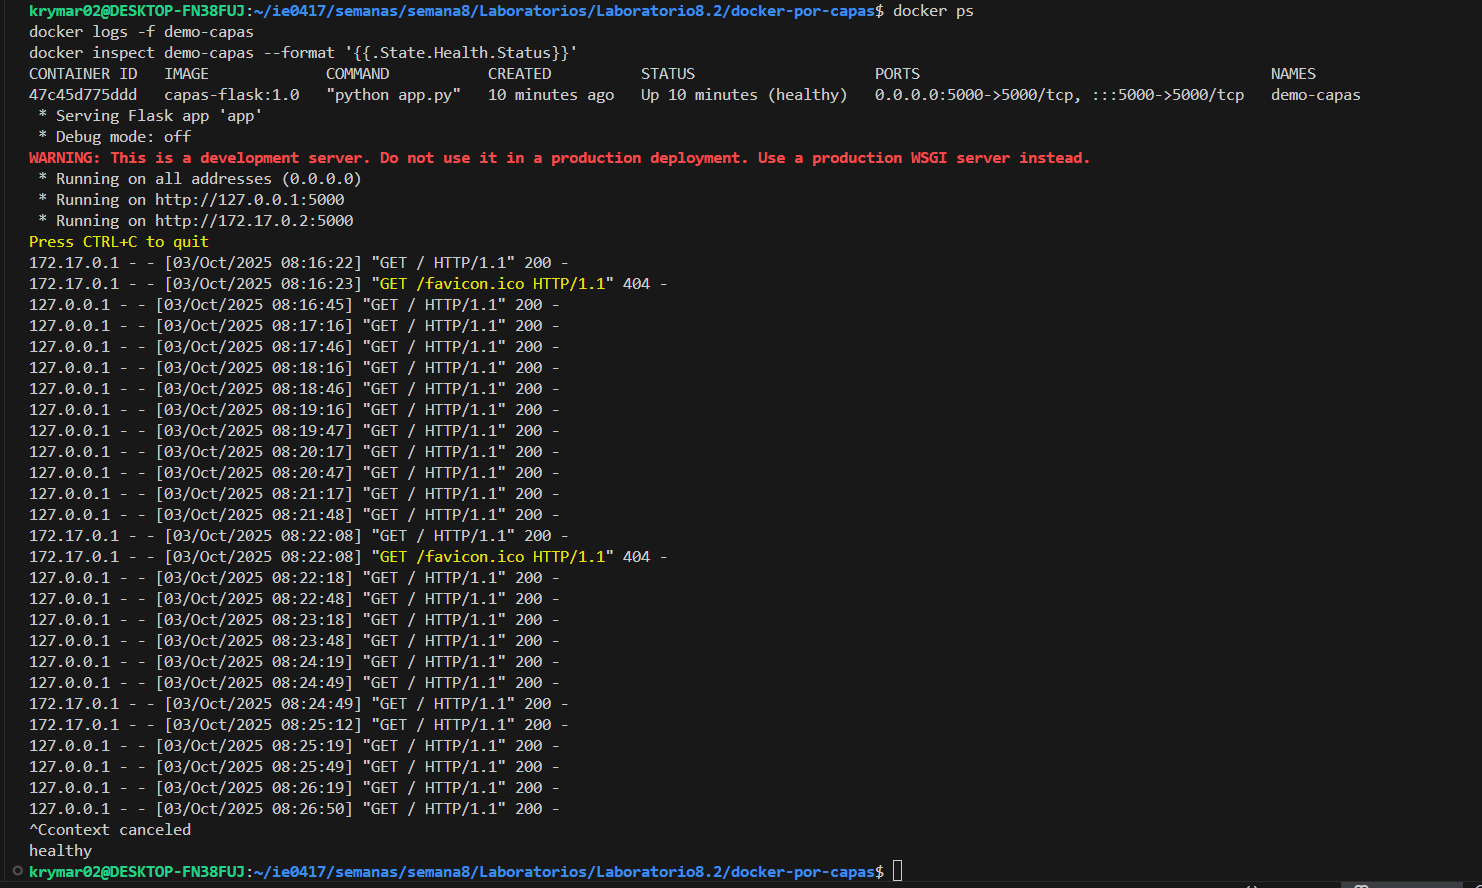 krymar02@DESKTOP-FN38FUJ:~/ie0417/semanas/semana8/Laboratorios/Laboratorio8.2/docker-por-capas$ docker ps
docker logs -f demo-capas
docker inspect demo-capas --format '{{.State.Health.Status}}'
CONTAINER ID   IMAGE             COMMAND           CREATED          STATUS                    PORTS                                       NAMES
47c45d775ddd   capas-flask:1.0   "python app.py"   10 minutes ago   Up 10 minutes (healthy)   0.0.0.0:5000->5000/tcp, :::5000->5000/tcp   demo-capas
 * Serving Flask app 'app'
 * Debug mode: off
WARNING: This is a development server. Do not use it in a production deployment. Use a production WSGI server instead.
 * Running on all addresses (0.0.0.0)
 * Running on http://127.0.0.1:5000
 * Running on http://172.17.0.2:5000
Press CTRL+C to quit
172.17.0.1 - - [03/Oct/2025 08:16:22] "GET / HTTP/1.1" 200 -
172.17.0.1 - - [03/Oct/2025 08:16:23] "GET /favicon.ico HTTP/1.1" 404 -
127.0.0.1 - - [03/Oct/2025 08:16:45] "GET / HTTP/1.1" 200 -
127.0.0.1 - - [03/Oct/2025 08:17:16] "GET / HTTP/1.1" 200 -
127.0.0.1 - - [03/Oct/2025 08:17:46] "GET / HTTP/1.1" 200 -
127.0.0.1 - - [03/Oct/2025 08:18:16] "GET / HTTP/1.1" 200 -
127.0.0.1 - - [03/Oct/2025 08:18:46] "GET / HTTP/1.1" 200 -
127.0.0.1 - - [03/Oct/2025 08:19:16] "GET / HTTP/1.1" 200 -
127.0.0.1 - - [03/Oct/2025 08:19:47] "GET / HTTP/1.1" 200 -
127.0.0.1 - - [03/Oct/2025 08:20:17] "GET / HTTP/1.1" 200 -
127.0.0.1 - - [03/Oct/2025 08:20:47] "GET / HTTP/1.1" 200 -
127.0.0.1 - - [03/Oct/2025 08:21:17] "GET / HTTP/1.1" 200 -
127.0.0.1 - - [03/Oct/2025 08:21:48] "GET / HTTP/1.1" 200 -
172.17.0.1 - - [03/Oct/2025 08:22:08] "GET / HTTP/1.1" 200 -
172.17.0.1 - - [03/Oct/2025 08:22:08] "GET /favicon.ico HTTP/1.1" 404 -
127.0.0.1 - - [03/Oct/2025 08:22:18] "GET / HTTP/1.1" 200 -
127.0.0.1 - - [03/Oct/2025 08:22:48] "GET / HTTP/1.1" 200 -
127.0.0.1 - - [03/Oct/2025 08:23:18] "GET / HTTP/1.1" 200 -
127.0.0.1 - - [03/Oct/2025 08:23:48] "GET / HTTP/1.1" 200 -
127.0.0.1 - - [03/Oct/2025 08:24:19] "GET / HTTP/1.1" 200 -
127.0.0.1 - - [03/Oct/2025 08:24:49] "GET / HTTP/1.1" 200 -
172.17.0.1 - - [03/Oct/2025 08:24:49] "GET / HTTP/1.1" 200 -
172.17.0.1 - - [03/Oct/2025 08:25:12] "GET / HTTP/1.1" 200 -
127.0.0.1 - - [03/Oct/2025 08:25:19] "GET / HTTP/1.1" 200 -
127.0.0.1 - - [03/Oct/2025 08:25:49] "GET / HTTP/1.1" 200 -
127.0.0.1 - - [03/Oct/2025 08:26:19] "GET / HTTP/1.1" 200 -
127.0.0.1 - - [03/Oct/2025 08:26:50] "GET / HTTP/1.1" 200 -
^Ccontext canceled
healthy
krymar02@DESKTOP-FN38FUJ:~/ie0417/semanas/semana8/Laboratorios/Laboratorio8.2/docker-por-capas$